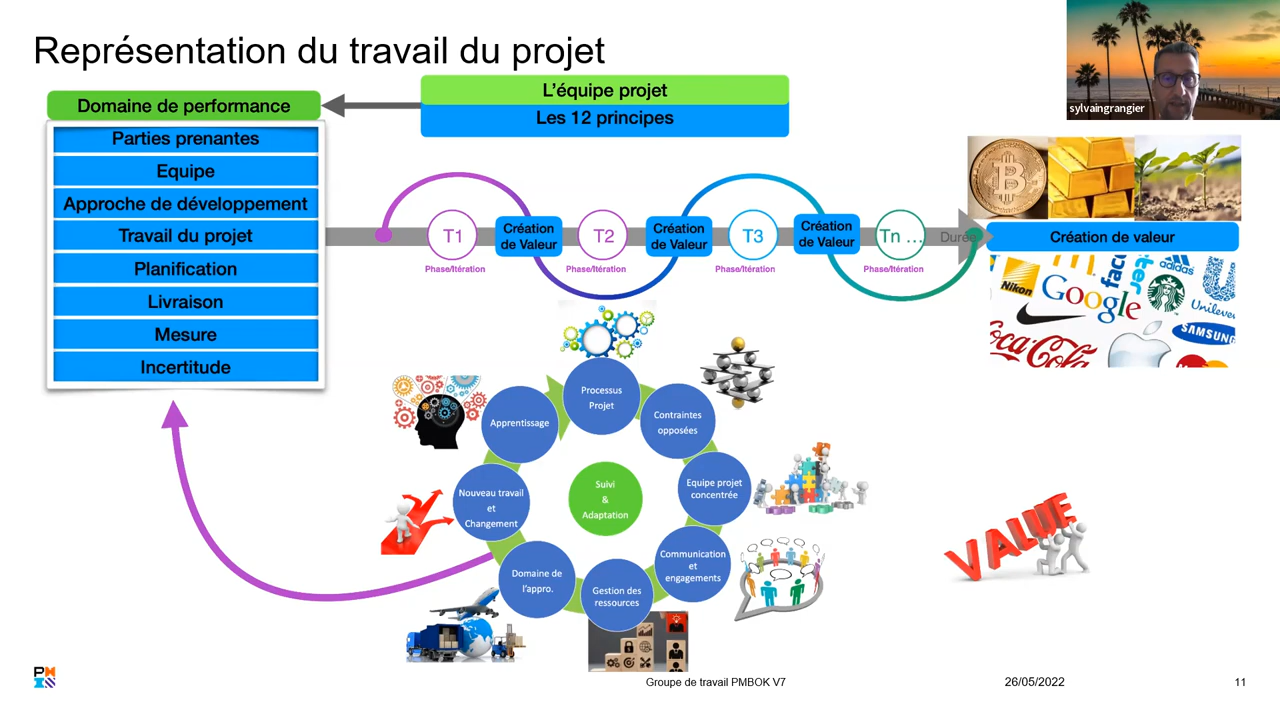 Représentation du travail du projet
sylvaingrangier
Domaine de performance
Parties prenantes
Equipe
Approche de développement
Travail du projet
Planification
Livraison
Mesure
Incertitude
L'équipe projet
Les 12 principes
T1
Création
de Valeur
T2
Création
de Valeur
T3
Création
de Valeur
Tn ...
Durée
Phase/Itération
Phase/Itération
Phase/Itération
Phase/Itération
Création de valeur
Nikon
adidas
Google
Unilever
SAMSUNG
Coca-Cola
Processus
Projet
Contraintes
opposées
Equipe projet
concentrée
Communication
et
engagements
Gestion des
ressources
Domaine de
l'appro.
Nouveau travail
et
Changement
Apprentissage
Suivi
&
Adaptation
VALUE
Groupe de travail PMBOK V7
26/05/2022
11